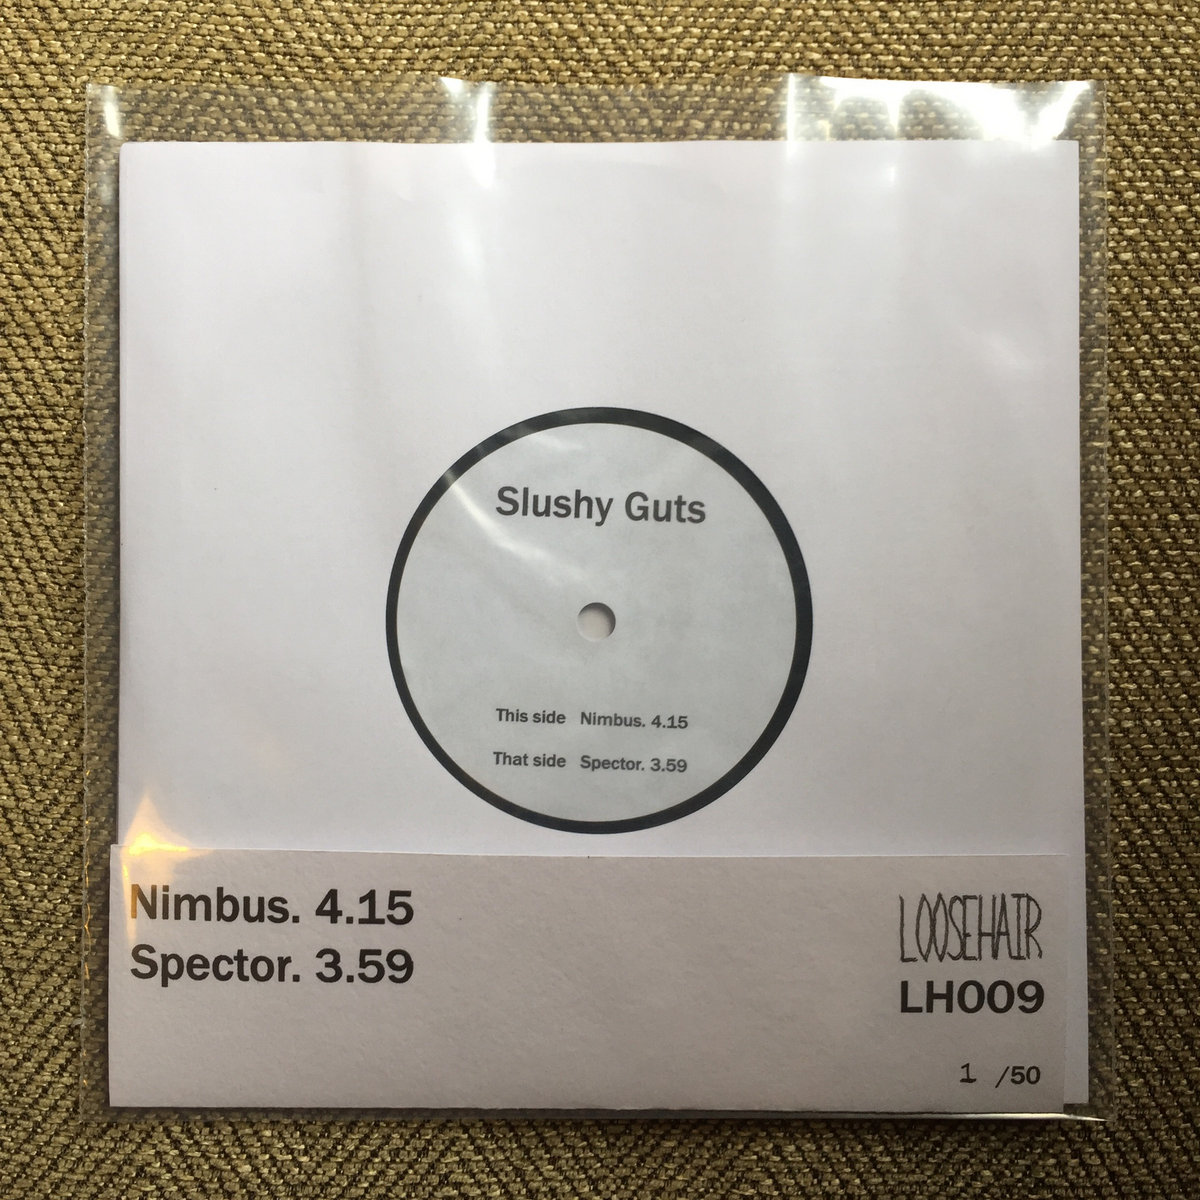 Slushy Guts
This side Nimbus. 4.15
That side Spector. 3.59
Nimbus. 4.15
Spector. 3.59
LOOSEHAIR
LH009
1 /50